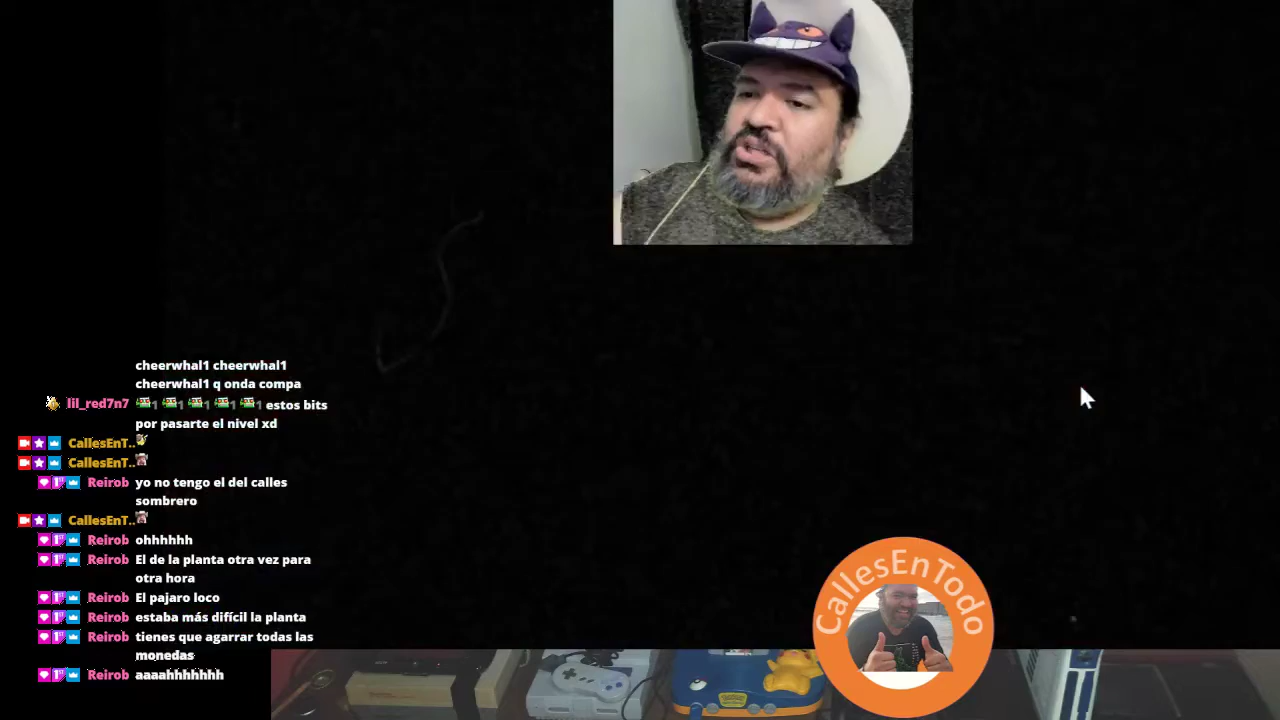 cheerwhal1 cheerwhal1
cheerwhal1 q onda compa
lil_red7n7 1 1 1 1 1 estos bits
por pasarte el nivel xd
CallesEnT..
CallesEnT..
Reirob yo no tengo el del calles
sombrero
CallesEnT..
Reirob ohhhhhh
Reirob El de la planta otra vez para
otra hora
Reirob El pajaro loco
Reirob estaba más difícil la planta
Reirob tienes que agarrar todas las
monedas
Reirob aaaahhhhhhh
CallesEnTodo